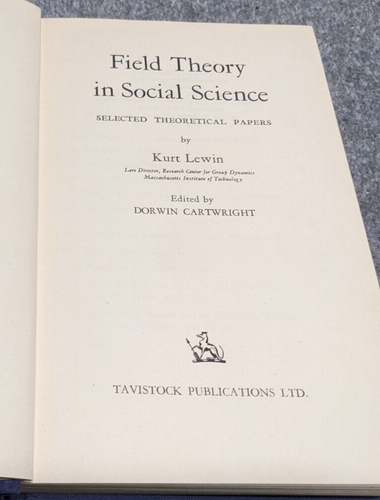 Field Theory
in Social Science
SELECTED THEORETICAL PAPERS
by
Kurt Lewin
Late Director, Research Center for Group Dynamics
Massachusetts Institute of Technology
Edited by
DORWIN CARTWRIGHT
TAVISTOCK PUBLICATIONS LTD.